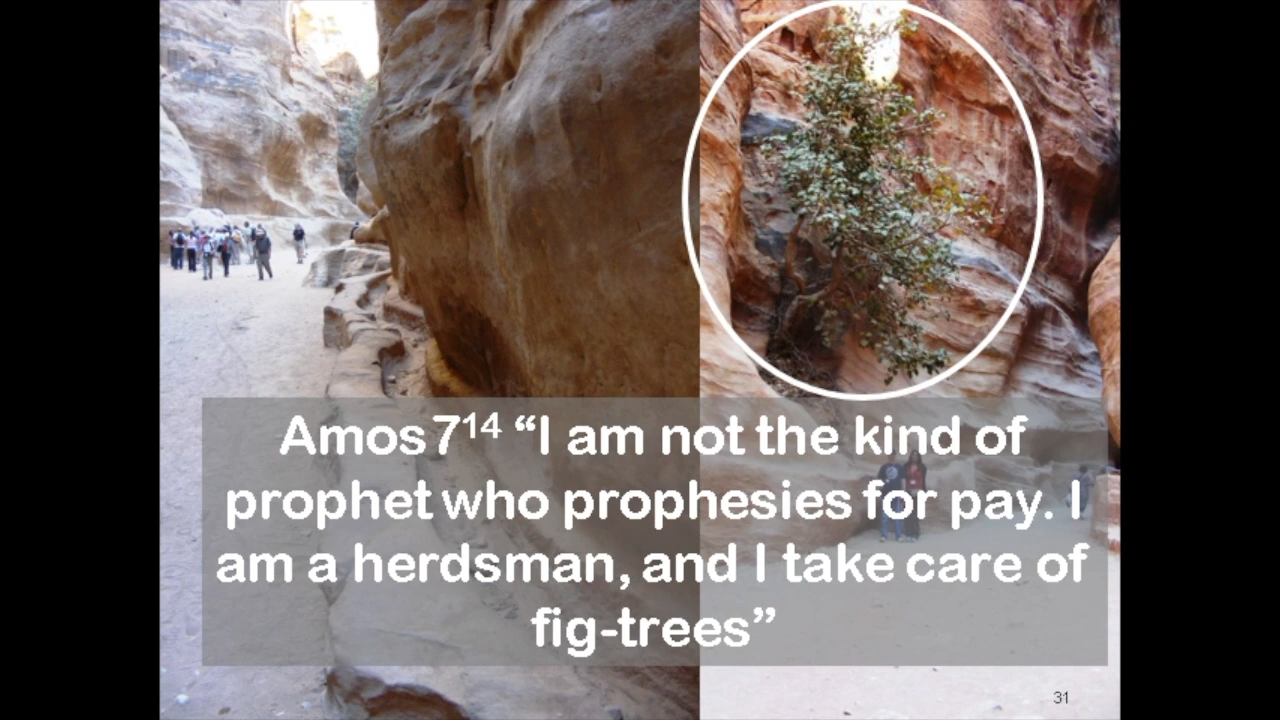 Amos 7¹⁴ “I am not the kind of
prophet who prophesies for pay. I
am a herdsman, and I take care of
fig-trees”
31